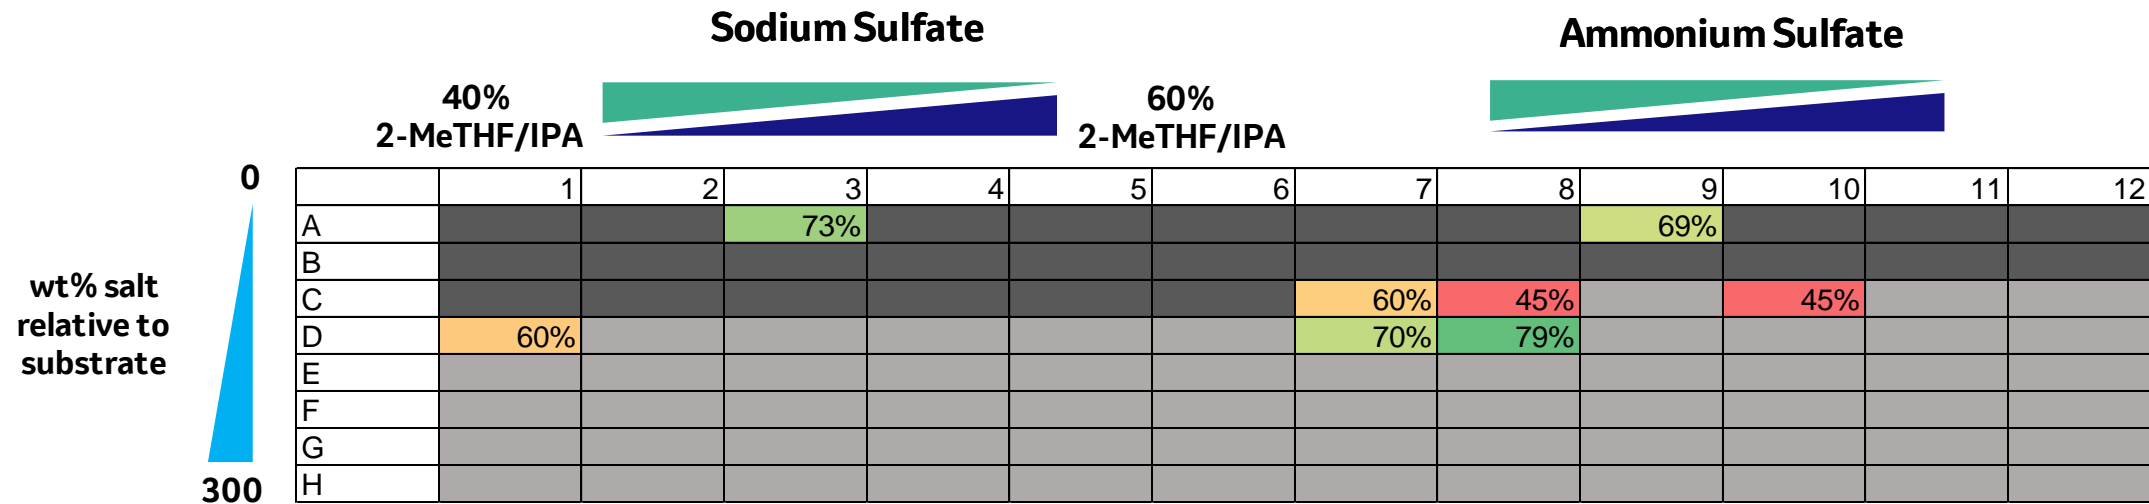 Sodium Sulfate
Ammonium Sulfate
40%
2-MeTHF/IPA
60%
2-MeTHF/IPA
0
1 2 3 4 5 6 7 8 9 10 11 12
A 73% 69%
B
wt% salt
relative to
substrate
C 60% 45% 45%
D 60% 70% 79%
E
F
G
300
H